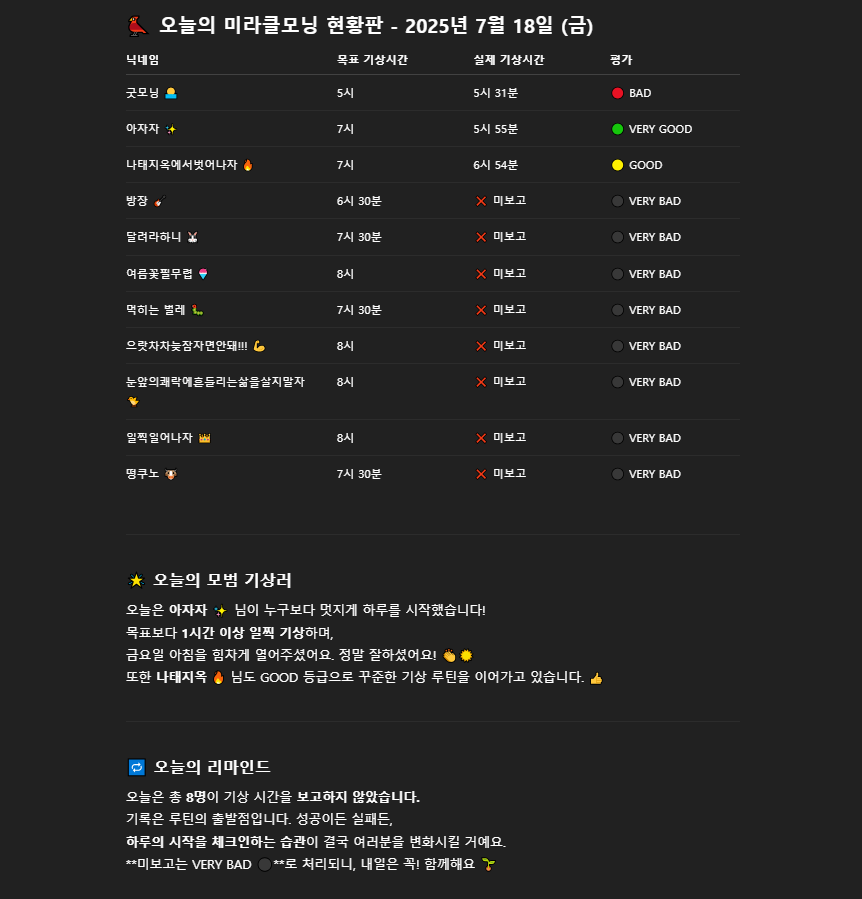 오늘의 미라클모닝 현황판 - 2025년 7월 18일 (금)
닉네임 목표 기상시간 실제 기상시간 평가
굿모닝 5시 5시 31분 BAD
아자자 ✨ 7시 5시 55분 VERY GOOD
나태지옥에서벗어나자 🔥 7시 6시 54분 GOOD
방장 🎸 6시 30분 ❌ 미보고 VERY BAD
달려라하니 🐰 7시 30분 ❌ 미보고 VERY BAD
여름꽃필무렵 🍧 8시 ❌ 미보고 VERY BAD
먹히는 벌레 🐛 7시 30분 ❌ 미보고 VERY BAD
으랏차차늦잠자면안돼!!! 💪 8시 ❌ 미보고 VERY BAD
눈앞의쾌락에흔들리는삶을살지말자 8시 ❌ 미보고 VERY BAD
🐤
일찍일어나자 👑 8시 ❌ 미보고 VERY BAD
떵쿠노 🐮 7시 30분 ❌ 미보고 VERY BAD
🌟 오늘의 모범 기상러
오늘은 아자자 ✨ 님이 누구보다 멋지게 하루를 시작했습니다!
목표보다 1시간 이상 일찍 기상하며,
금요일 아침을 힘차게 열어주셨어요. 정말 잘하셨어요! 👏🌞
또한 나태지옥 🔥 님도 GOOD 등급으로 꾸준한 기상 루틴을 이어가고 있습니다. 👍
🔁 오늘의 리마인드
오늘은 총 8명이 기상 시간을 보고하지 않았습니다.
기록은 루틴의 출발점입니다. 성공이든 실패든,
하루의 시작을 체크인하는 습관이 결국 여러분을 변화시킬 거예요.
**미보고는 VERY BAD ⚫**로 처리되니, 내일은 꼭! 함께해요 🌱